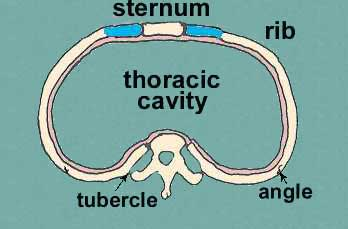 sternum
rib
thoracic
cavity
tubercle
angle